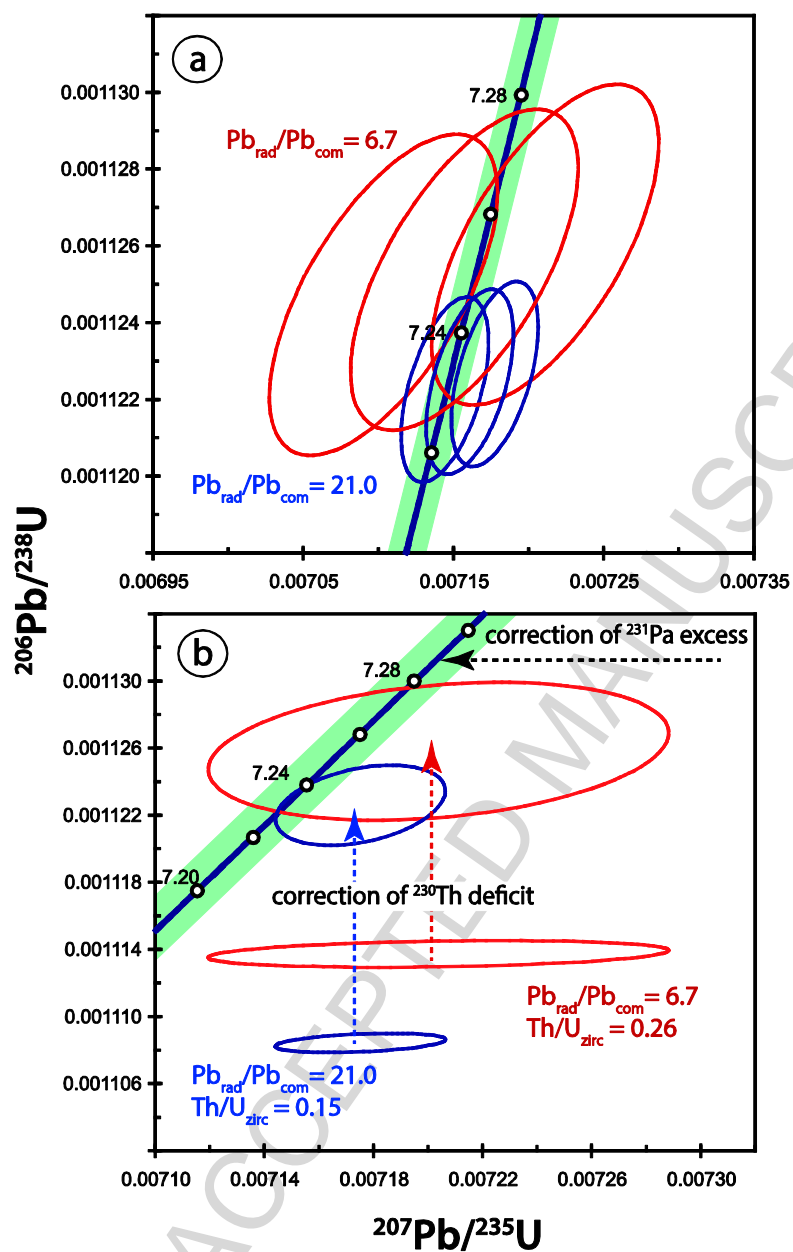 a
0.001130
0.001128
0.001126
0.001124
0.001122
0.001120
7.28
7.24
Pbrad/Pbcom= 6.7
Pbrad/Pbcom= 21.0
0.00695
0.00705
0.00715
0.00725
0.00735
206Pb/238U
b
correction of 231Pa excess
0.001130
0.001126
0.001122
0.001118
0.001114
0.001110
0.001106
7.28
7.24
7.20
correction of 230Th deficit
Pbrad/Pbcom= 6.7
Th/Uzirc = 0.26
Pbrad/Pbcom= 21.0
Th/Uzirc = 0.15
0.00710
0.00714
0.00718
0.00722
0.00726
0.00730
207Pb/235U
ACCEPTED MANUSC